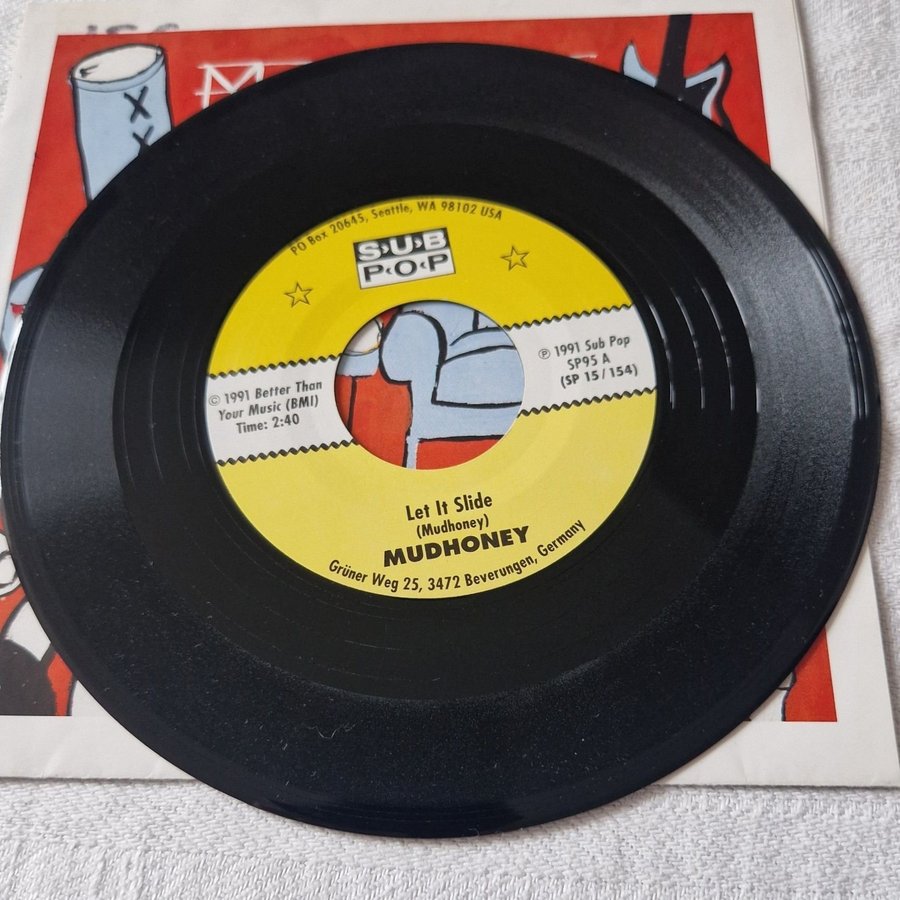 PO Box 20645, Seattle, WA 98102 USA
S›U›B
P‹O‹P
© 1991 Better Than
Your Music (BMI)
Time: 2:40
℗ 1991 Sub Pop
SP95 A
(SP 15/154)
Let It Slide
(Mudhoney)
MUDHONEY
Grüner Weg 25, 3472 Beverungen, Germany